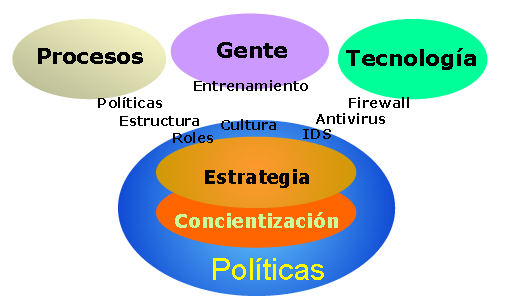 Procesos
Gente
Tecnología
Entrenamiento
Políticas
Firewall
Estructura
Cultura
Antivirus
Roles
IDS
Estrategia
Concientización
Políticas